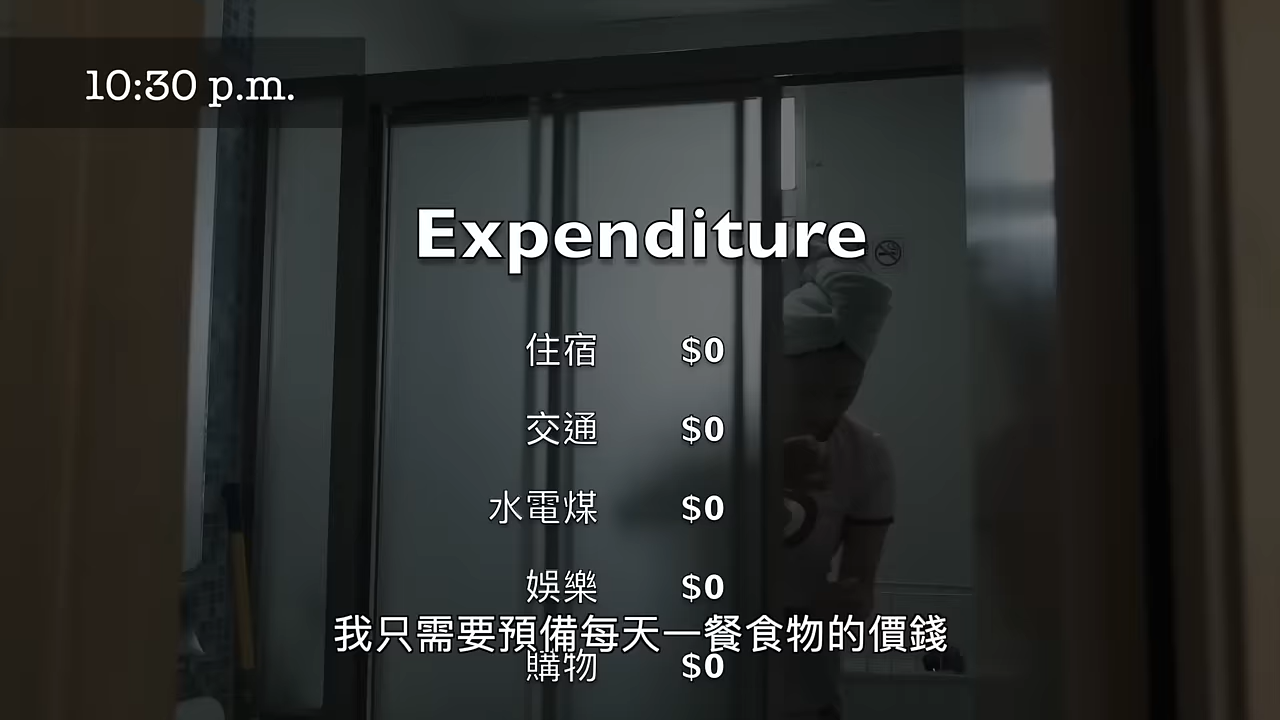 10:30 p.m.
Expenditure
住宿 $0
交通 $0
水電煤 $0
娛樂 $0
我只需要預備每天一餐食物的價錢
購物 $0